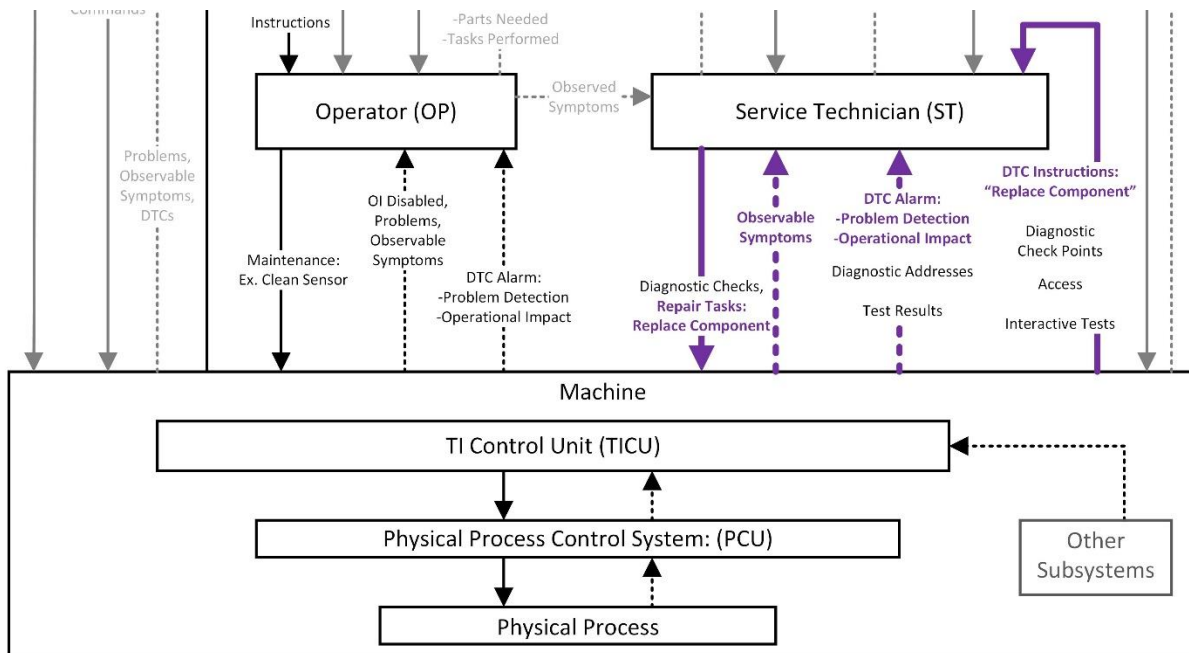 Commands
Instructions
-Parts Needed
-Tasks Performed
Operator (OP)
Observed
Symptoms
Service Technician (ST)
Problems,
Observable
Symptoms,
DTCs
Maintenance:
Ex. Clean Sensor
OI Disabled,
Problems,
Observable
Symptoms
DTC Alarm:
-Problem Detection
-Operational Impact
Diagnostic Checks,
Repair Tasks:
Replace Component
Observable
Symptoms
DTC Alarm:
-Problem Detection
-Operational Impact
Diagnostic Addresses
Test Results
DTC Instructions:
“Replace Component”
Diagnostic
Check Points
Access
Interactive Tests
Machine
TI Control Unit (TICU)
Physical Process Control System: (PCU)
Physical Process
Other
Subsystems